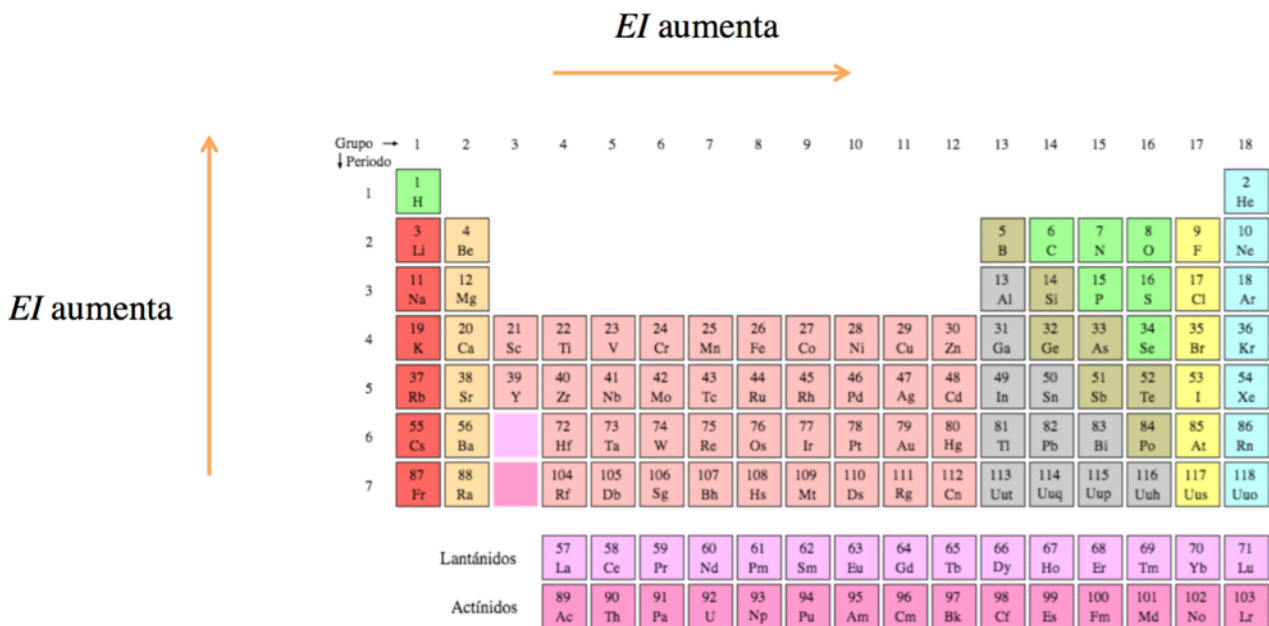 EI aumenta
EI aumenta
Grupo → 1 2 3 4 5 6 7 8 9 10 11 12 13 14 15 16 17 18
↓ Periodo
1
1 2
H He
2
3 4 5 6 7 8 9 10
Li Be B C N O F Ne
3
11 12 13 14 15 16 17 18
Na Mg Al Si P S Cl Ar
4
19 20 21 22 23 24 25 26 27 28 29 30 31 32 33 34 35 36
K Ca Sc Ti V Cr Mn Fe Co Ni Cu Zn Ga Ge As Se Br Kr
5
37 38 39 40 41 42 43 44 45 46 47 48 49 50 51 52 53 54
Rb Sr Y Zr Nb Mo Tc Ru Rh Pd Ag Cd In Sn Sb Te I Xe
6
55 56 72 73 74 75 76 77 78 79 80 81 82 83 84 85 86
Cs Ba Hf Ta W Re Os Ir Pt Au Hg Tl Pb Bi Po At Rn
7
87 88 104 105 106 107 108 109 110 111 112 113 114 115 116 117 118
Fr Ra Rf Db Sg Bh Hs Mt Ds Rg Cn Uut Uuq Uup Uuh Uus Uuo
Lantánidos
57 58 59 60 61 62 63 64 65 66 67 68 69 70 71
La Ce Pr Nd Pm Sm Eu Gd Tb Dy Ho Er Tm Yb Lu
Actínidos
89 90 91 92 93 94 95 96 97 98 99 100 101 102 103
Ac Th Pa U Np Pu Am Cm Bk Cf Es Fm Md No Lr